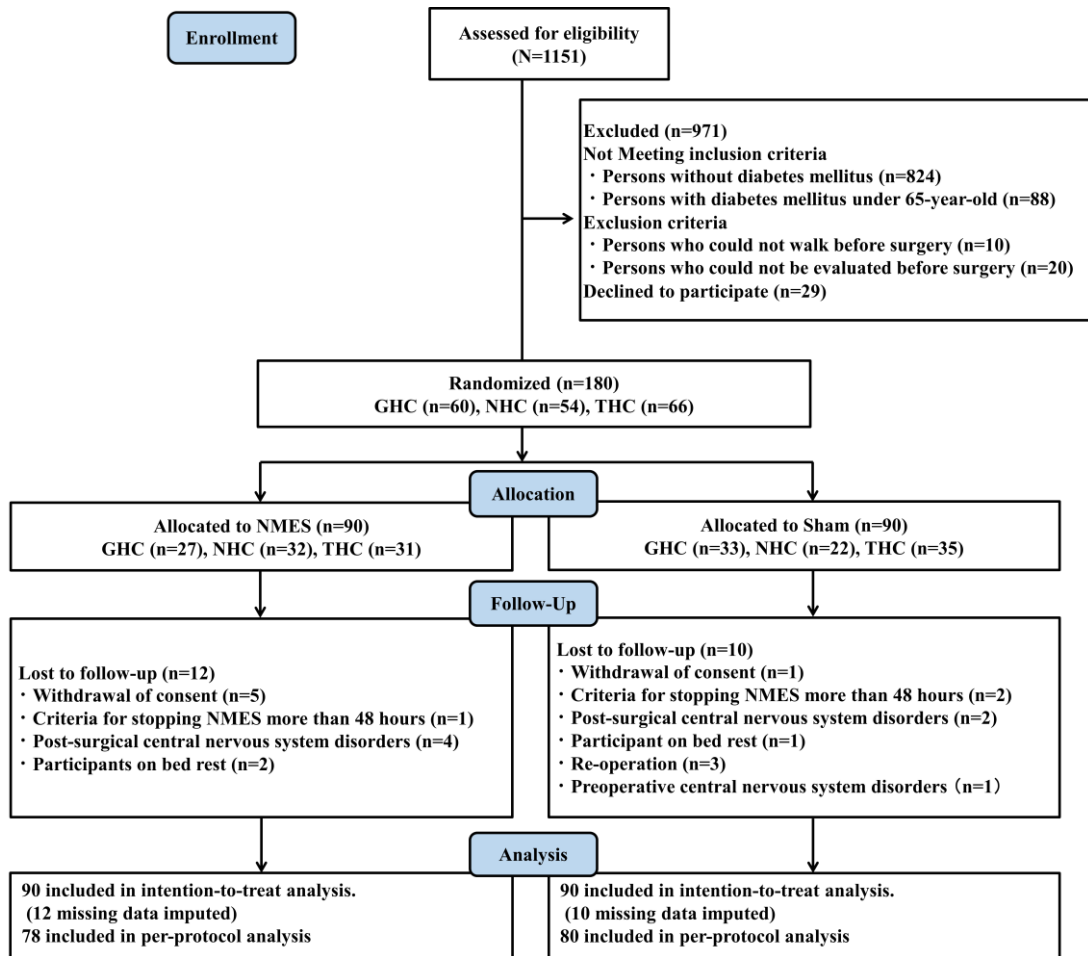 Enrollment
Assessed for eligibility
(N=1151)
Excluded (n=971)
Not Meeting inclusion criteria
・Persons without diabetes mellitus (n=824)
・Persons with diabetes mellitus under 65-year-old (n=88)
Exclusion criteria
・Persons who could not walk before surgery (n=10)
・Persons who could not be evaluated before surgery (n=20)
Declined to participate (n=29)
Randomized (n=180)
GHC (n=60), NHC (n=54), THC (n=66)
Allocation
Allocated to NMES (n=90)
GHC (n=27), NHC (n=32), THC (n=31)
Allocated to Sham (n=90)
GHC (n=33), NHC (n=22), THC (n=35)
Follow-Up
Lost to follow-up (n=12)
・Withdrawal of consent (n=5)
・Criteria for stopping NMES more than 48 hours (n=1)
・Post-surgical central nervous system disorders (n=4)
・Participants on bed rest (n=2)
Lost to follow-up (n=10)
・Withdrawal of consent (n=1)
・Criteria for stopping NMES more than 48 hours (n=2)
・Post-surgical central nervous system disorders (n=2)
・Participant on bed rest (n=1)
・Re-operation (n=3)
・Preoperative central nervous system disorders（n=1）
Analysis
90 included in intention-to-treat analysis.
(12 missing data imputed)
78 included in per-protocol analysis
90 included in intention-to-treat analysis.
(10 missing data imputed)
80 included in per-protocol analysis